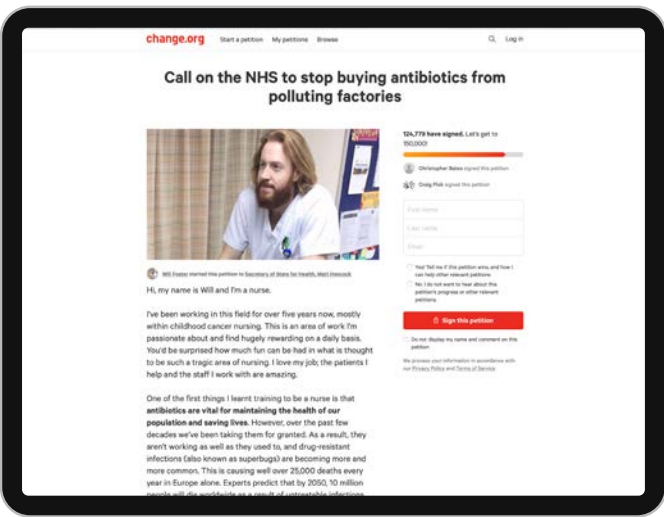 change.org
Start a petition My petitions Browse
Log in
Call on the NHS to stop buying antibiotics from
polluting factories
124,779 have signed. Let's get to
150,000!
Christopher Bates signed this petition
Craig Pick signed this petition
First name
Last name
Email
Yes! Tell me if this petition wins, and how I
can help other relevant petitions
No. I do not want to hear about this
petition's progress or other relevant
petitions.
Sign this petition
Do not display my name and comment on this
petition
We process your information in accordance with
our Privacy Policy and Terms of Service
Will Foster started this petition to Secretary of State for Health, Matt Hancock
Hi, my name is Will and I'm a nurse.
I've been working in this field for over five years now, mostly
within childhood cancer nursing. This is an area of work I'm
passionate about and find hugely rewarding on a daily basis.
You'd be surprised how much fun can be had in what is thought
to be such a tragic area of nursing. I love my job; the patients I
help and the staff I work with are amazing.
One of the first things I learnt training to be a nurse is that
antibiotics are vital for maintaining the health of our
population and saving lives. However, over the past few
decades we've been taking them for granted. As a result, they
aren't working as well as they used to, and drug-resistant
infections (also known as superbugs) are becoming more and
more common. This is causing well over 25,000 deaths every
year in Europe alone. Experts predict that by 2050, 10 million
people will die worldwide as a result of untreatable infections